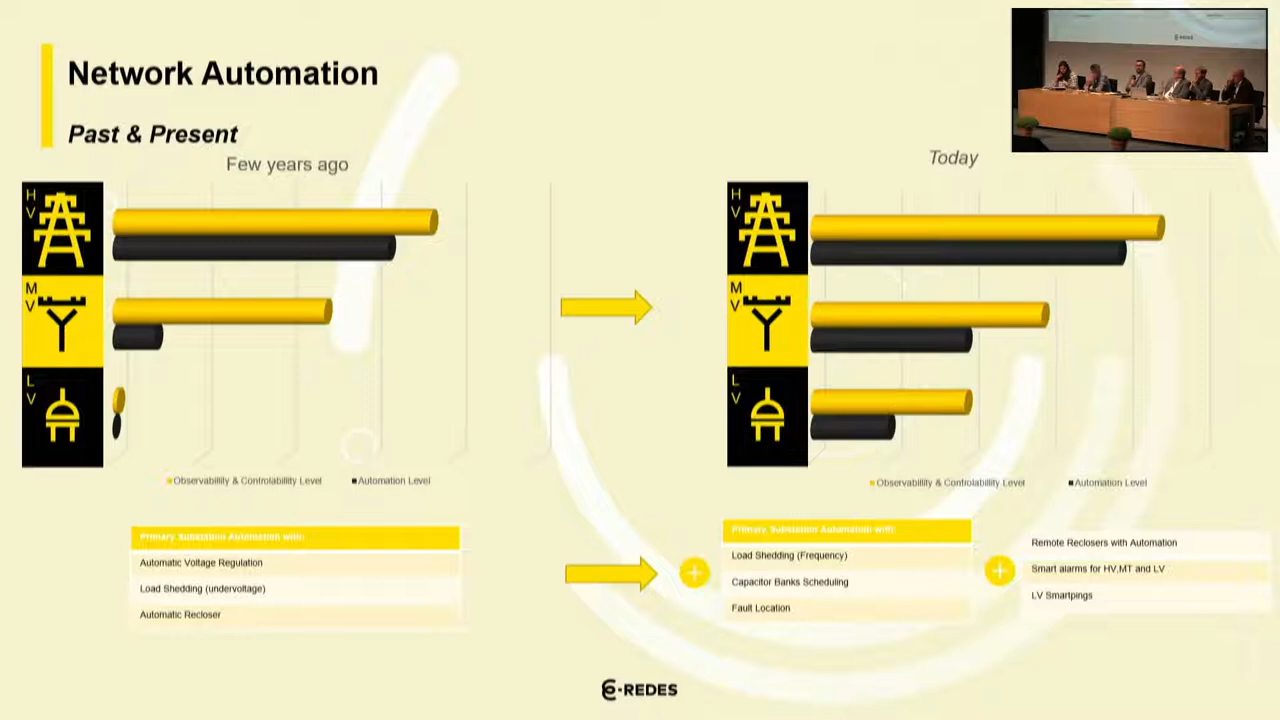 Network Automation
Past & Present
Few years ago
Today
H
V
M
V
L
V
H
V
M
V
L
V
Observability & Controlability Level
Automation Level
Observability & Controlability Level
Automation Level
Primary Substation Automation with:
Automatic Voltage Regulation
Load Shedding (undervoltage)
Automatic Recloser
Primary Substation Automation with:
Load Shedding (Frequency)
Capacitor Banks Scheduling
Fault Location
Remote Reclosers with Automation
Smart alarms for HV,MT and LV
LV Smartpings
E-REDES
E-REDES